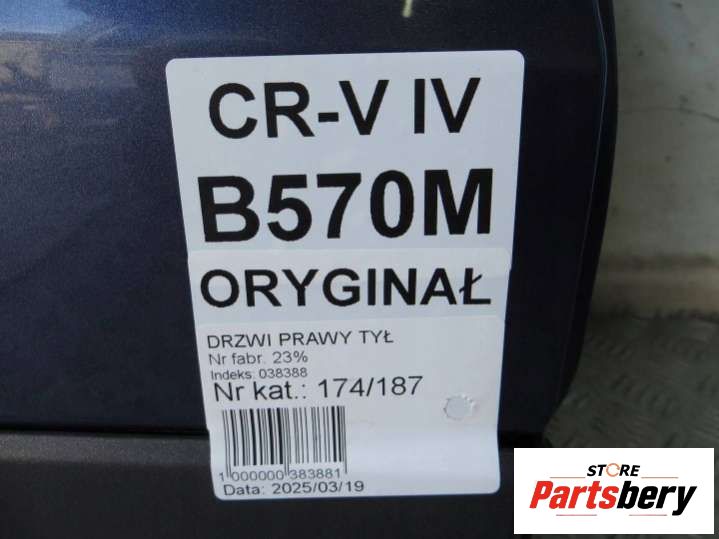 CR-V IV
B570M
ORYGINAŁ
DRZWI PRAWY TYŁ
Nr fabr. 23%
Indeks: 038388
Nr kat.: 174/187
1 000000 383881
Data: 2025/03/19
STORE
Partsbery